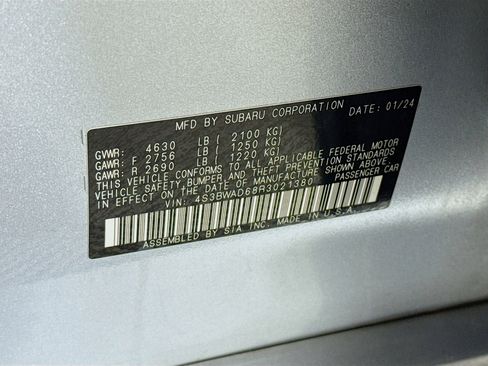 MFD BY SUBARU CORPORATION DATE: 01/24
GVWR: 4630 LB ( 2100 KG)
GAWR: F 2756 LB ( 1250 KG)
GAWR: R 2690 LB ( 1220 KG)
THIS VEHICLE CONFORMS TO ALL APPLICABLE FEDERAL MOTOR
VEHICLE SAFETY, BUMPER AND THEFT PREVENTION STANDARDS
IN EFFECT ON THE DATE OF MANUFACTURE SHOWN ABOVE.
VIN: 4S3BWAD68R3021380 PASSENGER CAR
ASSEMBLED BY SIA INC. MADE IN U.S.A.